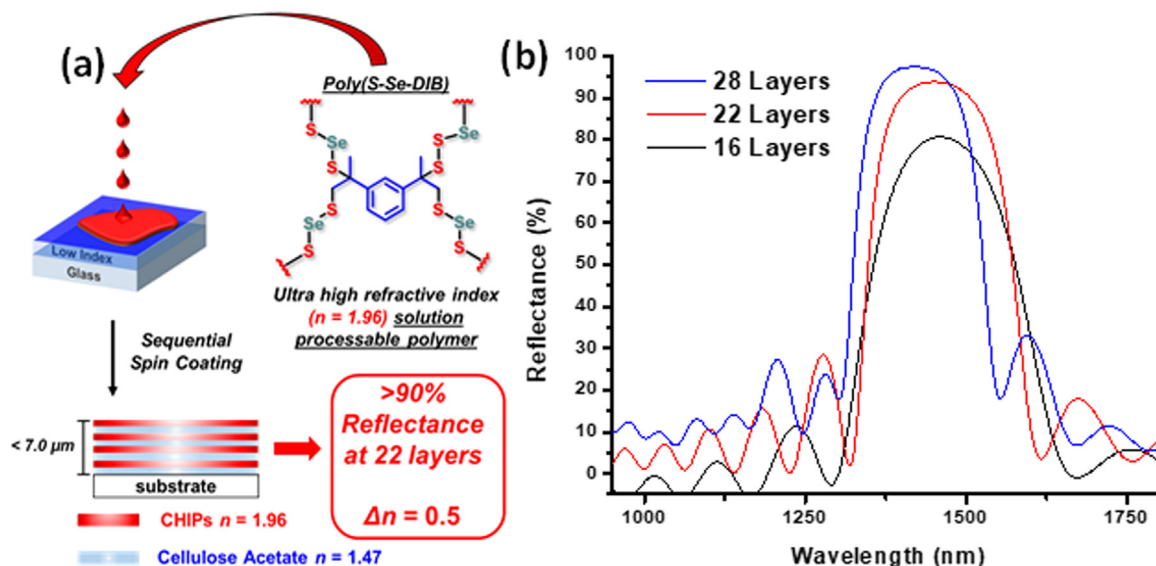 (a)
Poly(S-Se-DIB)
S
Se
S
Se
S
S
S
S
Se
S
S
Se
S
Low Index
Glass
Ultra high refractive index
(n = 1.96) solution
processable polymer
Sequential
Spin Coating
< 7.0 µm
substrate
>90%
Reflectance
at 22 layers
Δn = 0.5
CHIPs n = 1.96
Cellulose Acetate n = 1.47
(b)
28 Layers
22 Layers
16 Layers
Reflectance (%)
100
90
80
70
60
50
40
30
20
10
0
1000
1250
1500
1750
Wavelength (nm)